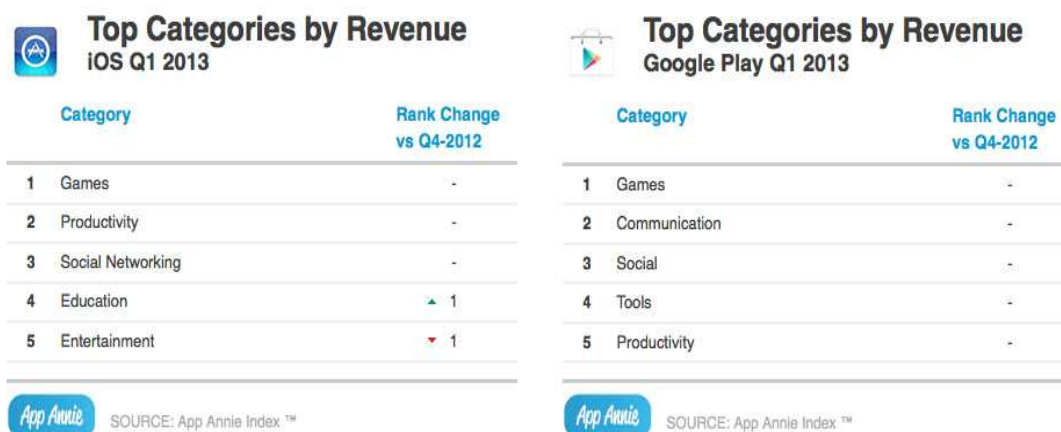 Top Categories by Revenue
iOS Q1 2013
Category Rank Change
vs Q4-2012
1 Games -
2 Productivity -
3 Social Networking -
4 Education ▲ 1
5 Entertainment ▼ 1
App Annie SOURCE: App Annie Index ™
Top Categories by Revenue
Google Play Q1 2013
Category Rank Change
vs Q4-2012
1 Games -
2 Communication -
3 Social -
4 Tools -
5 Productivity -
App Annie SOURCE: App Annie Index ™